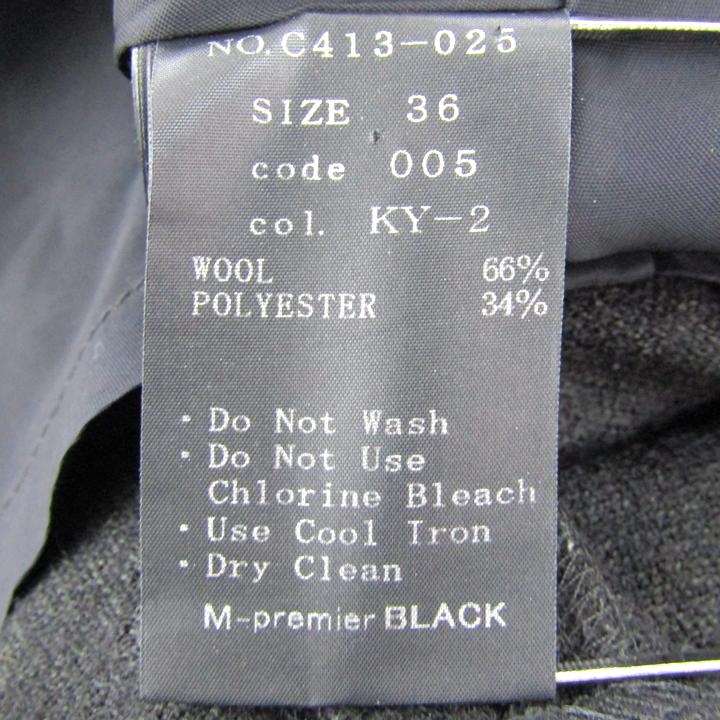 NO. C413-025
SIZE 36
code 005
col. KY-2
WOOL 66%
POLYESTER 34%
・Do Not Wash
・Do Not Use
Chlorine Bleach
・Use Cool Iron
・Dry Clean
M-premier BLACK